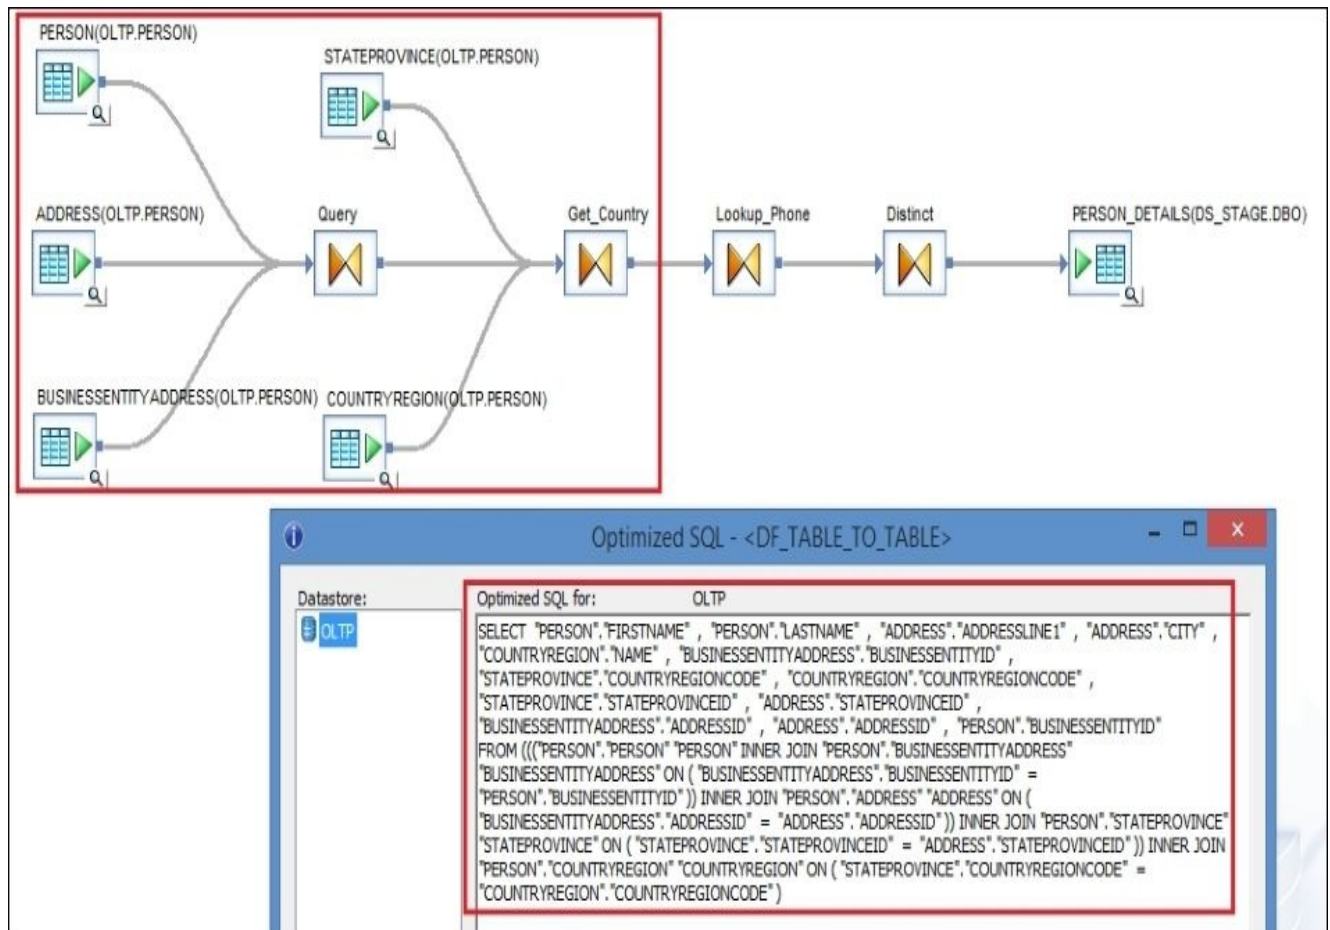 PERSON(OLTP.PERSON)
STATEPROVINCE(OLTP.PERSON)
ADDRESS(OLTP.PERSON)
Query
Get_Country
Lookup_Phone
Distinct
PERSON_DETAILS(DS_STAGE.DBO)
BUSINESSENTITYADDRESS(OLTP.PERSON)
COUNTRYREGION(OLTP.PERSON)
Optimized SQL - <DF_TABLE_TO_TABLE>
Datastore:
OLTP
Optimized SQL for: OLTP
SELECT "PERSON"."FIRSTNAME" , "PERSON"."LASTNAME" , "ADDRESS"."ADDRESSLINE1" , "ADDRESS"."CITY" ,
"COUNTRYREGION"."NAME" , "BUSINESSENTITYADDRESS"."BUSINESSENTITYID" ,
"STATEPROVINCE"."COUNTRYREGIONCODE" , "COUNTRYREGION"."COUNTRYREGIONCODE" ,
"STATEPROVINCE"."STATEPROVINCEID" , "ADDRESS"."STATEPROVINCEID" ,
"BUSINESSENTITYADDRESS"."ADDRESSID" , "ADDRESS"."ADDRESSID" , "PERSON"."BUSINESSENTITYID"
FROM ((("PERSON"."PERSON" "PERSON" INNER JOIN "PERSON"."BUSINESSENTITYADDRESS"
"BUSINESSENTITYADDRESS" ON ( "BUSINESSENTITYADDRESS"."BUSINESSENTITYID" =
"PERSON"."BUSINESSENTITYID" )) INNER JOIN "PERSON"."ADDRESS" "ADDRESS" ON (
"BUSINESSENTITYADDRESS"."ADDRESSID" = "ADDRESS"."ADDRESSID" )) INNER JOIN "PERSON"."STATEPROVINCE"
"STATEPROVINCE" ON ( "STATEPROVINCE"."STATEPROVINCEID" = "ADDRESS"."STATEPROVINCEID" )) INNER JOIN
"PERSON"."COUNTRYREGION" "COUNTRYREGION" ON ( "STATEPROVINCE"."COUNTRYREGIONCODE" =
"COUNTRYREGION"."COUNTRYREGIONCODE" )